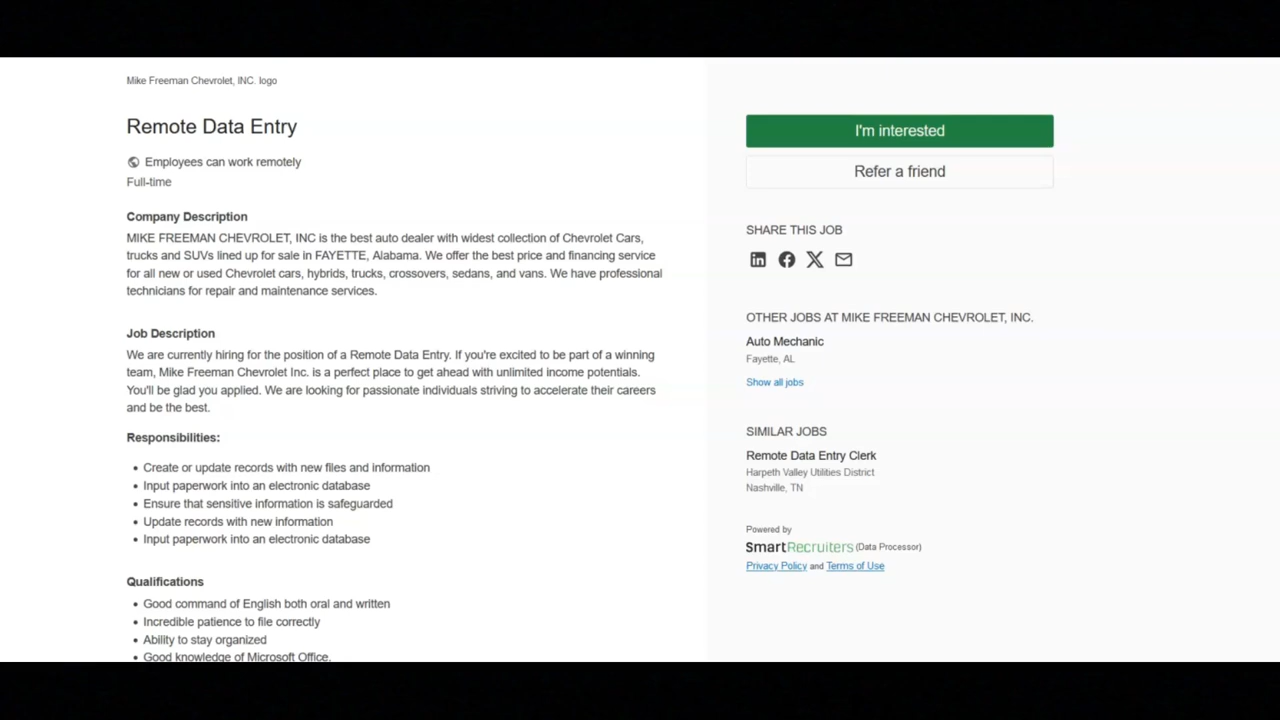 Mike Freeman Chevrolet, INC. logo
Remote Data Entry
Employees can work remotely
Full-time
Company Description
MIKE FREEMAN CHEVROLET, INC is the best auto dealer with widest collection of Chevrolet Cars,
trucks and SUVs lined up for sale in FAYETTE, Alabama. We offer the best price and financing service
for all new or used Chevrolet cars, hybrids, trucks, crossovers, sedans, and vans. We have professional
technicians for repair and maintenance services.
Job Description
We are currently hiring for the position of a Remote Data Entry. If you're excited to be part of a winning
team, Mike Freeman Chevrolet Inc. is a perfect place to get ahead with unlimited income potentials.
You'll be glad you applied. We are looking for passionate individuals striving to accelerate their careers
and be the best.
Responsibilities:
• Create or update records with new files and information
• Input paperwork into an electronic database
• Ensure that sensitive information is safeguarded
• Update records with new information
• Input paperwork into an electronic database
Qualifications
• Good command of English both oral and written
• Incredible patience to file correctly
• Ability to stay organized
• Good knowledge of Microsoft Office.
I'm interested
Refer a friend
SHARE THIS JOB
OTHER JOBS AT MIKE FREEMAN CHEVROLET, INC.
Auto Mechanic
Fayette, AL
Show all jobs
SIMILAR JOBS
Remote Data Entry Clerk
Harpeth Valley Utilities District
Nashville, TN
Powered by
SmartRecruiters (Data Processor)
Privacy Policy and Terms of Use